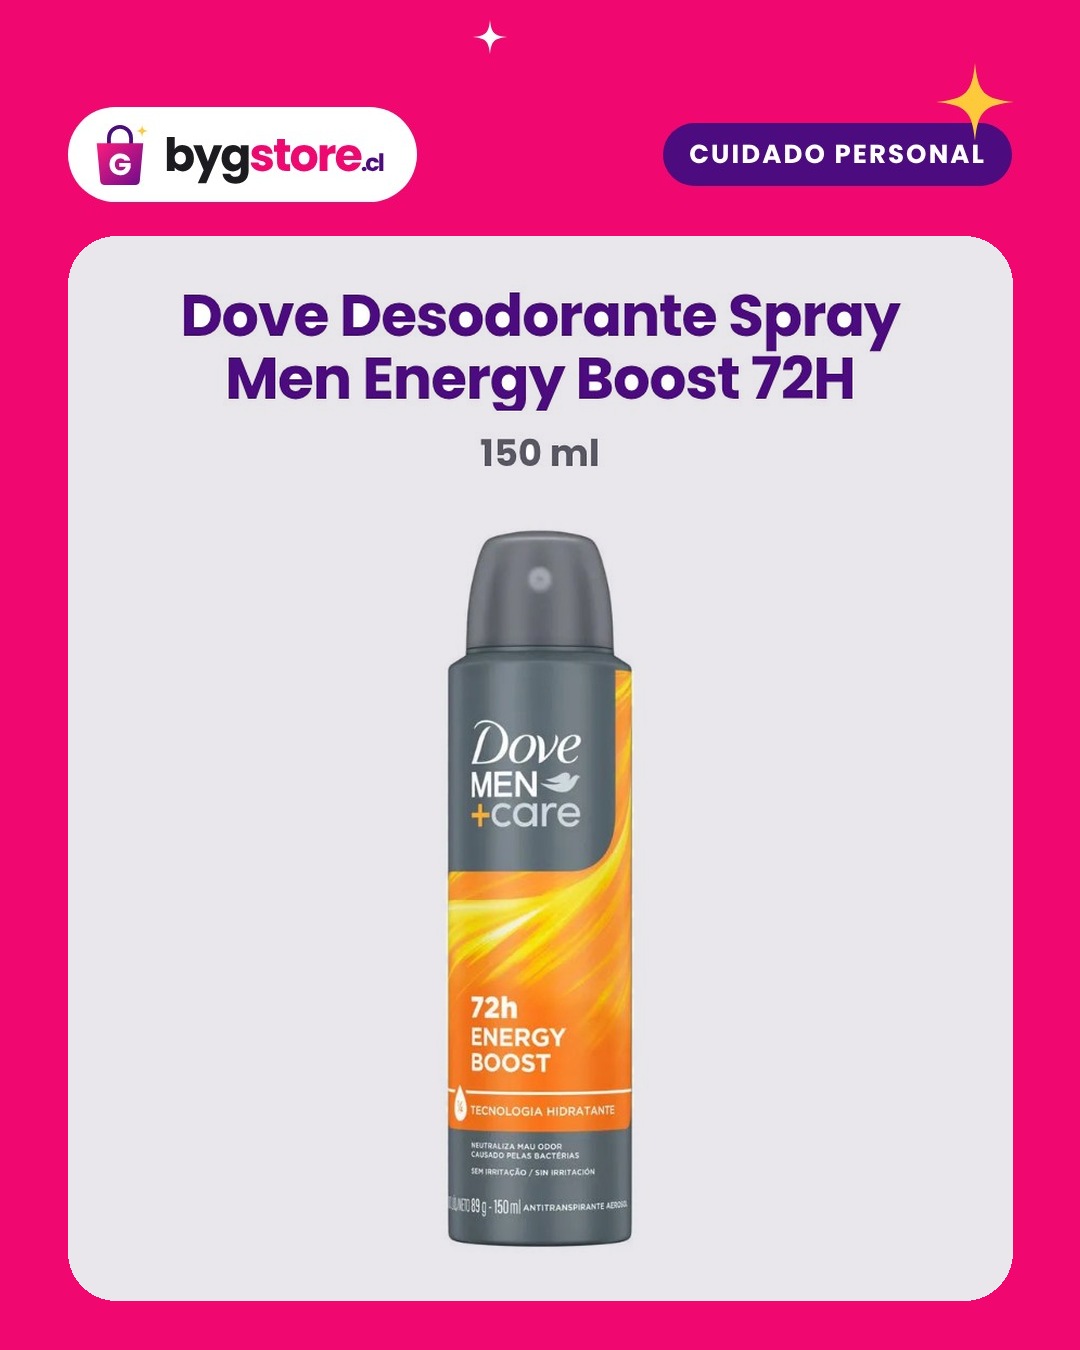 G bygstore.cl
CUIDADO PERSONAL
Dove Desodorante Spray
Men Energy Boost 72H
150 ml
Dove
MEN
+care
72h
ENERGY
BOOST
TECNOLOGIA HIDRATANTE
NEUTRALIZA MAU ODOR
CAUSADO PELAS BACTÉRIAS
SEM IRRITAÇÃO / SIN IRRITACIÓN
89 g - 150 ml ANTITRANSPIRANTE AEROSOL